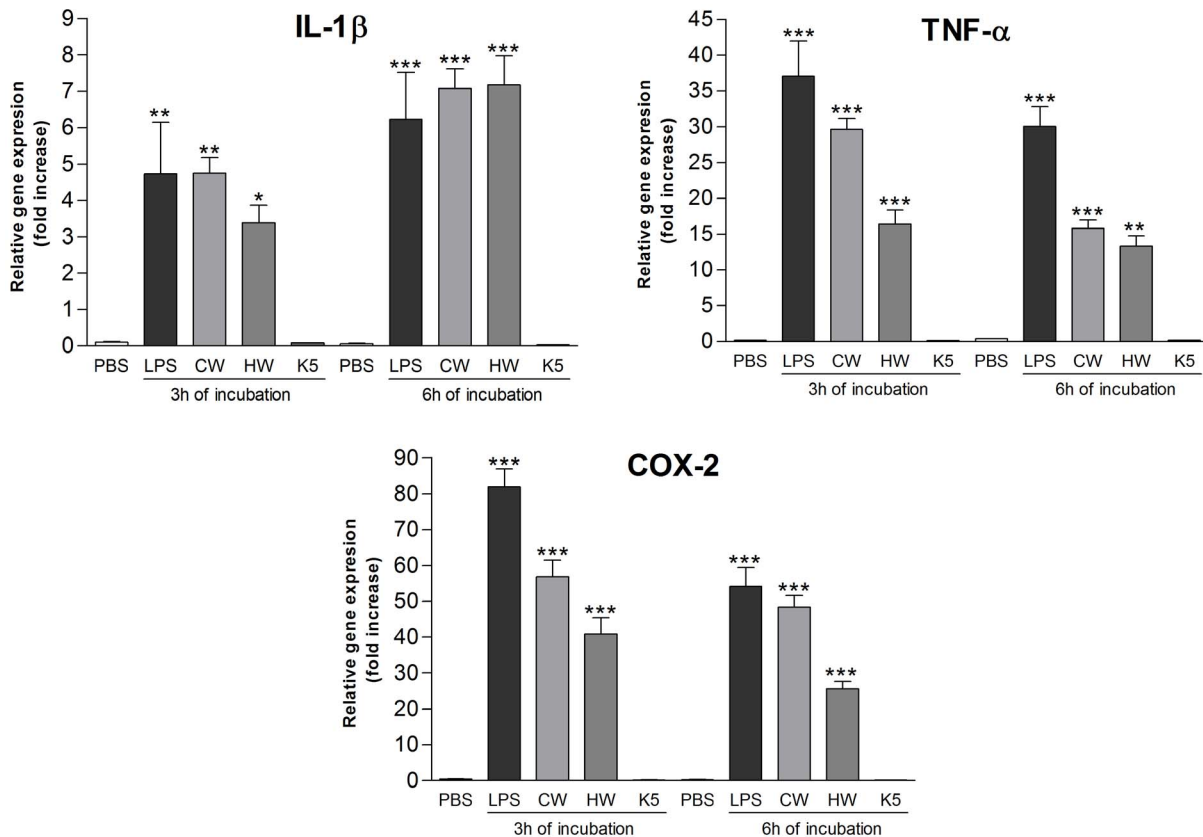 IL-1β
Relative gene expresion
(fold increase)
9
8
7
6
5
4
3
2
1
0
** ** * *** *** ***
PBS LPS CW HW K5 PBS LPS CW HW K5
3h of incubation 6h of incubation
TNF-α
Relative gene expresion
(fold increase)
45
40
35
30
25
20
15
10
5
0
*** *** *** *** *** **
PBS LPS CW HW K5 PBS LPS CW HW K5
3h of incubation 6h of incubation
COX-2
Relative gene expresion
(fold increase)
90
80
70
60
50
40
30
20
10
0
*** *** *** *** *** ***
PBS LPS CW HW K5 PBS LPS CW HW K5
3h of incubation 6h of incubation